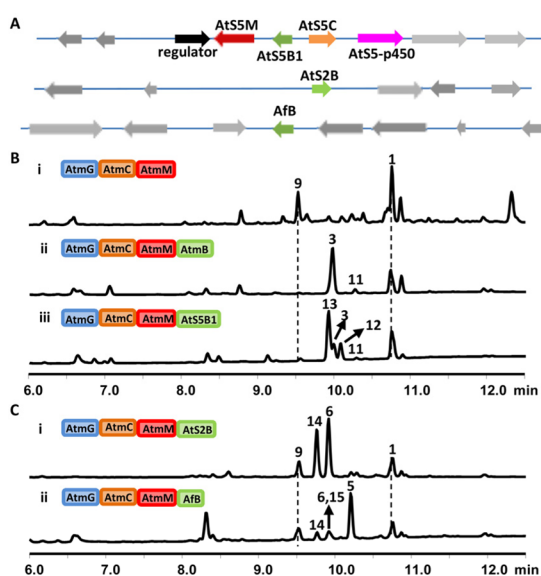 A
AtS5M AtS5C
regulator AtS5B1 AtS5-p450
AtS2B
AfB
B
i AtmG AtmC AtmM
9 1
ii AtmG AtmC AtmM AtmB
3 11
iii AtmG AtmC AtmM AtS5B1
13 3 12 11
6.0 7.0 8.0 9.0 10.0 11.0 12.0 min
C
i AtmG AtmC AtmM AtS2B
9 14 6 1
ii AtmG AtmC AtmM AfB
14 6,15 5
6.0 7.0 8.0 9.0 10.0 11.0 12.0 min